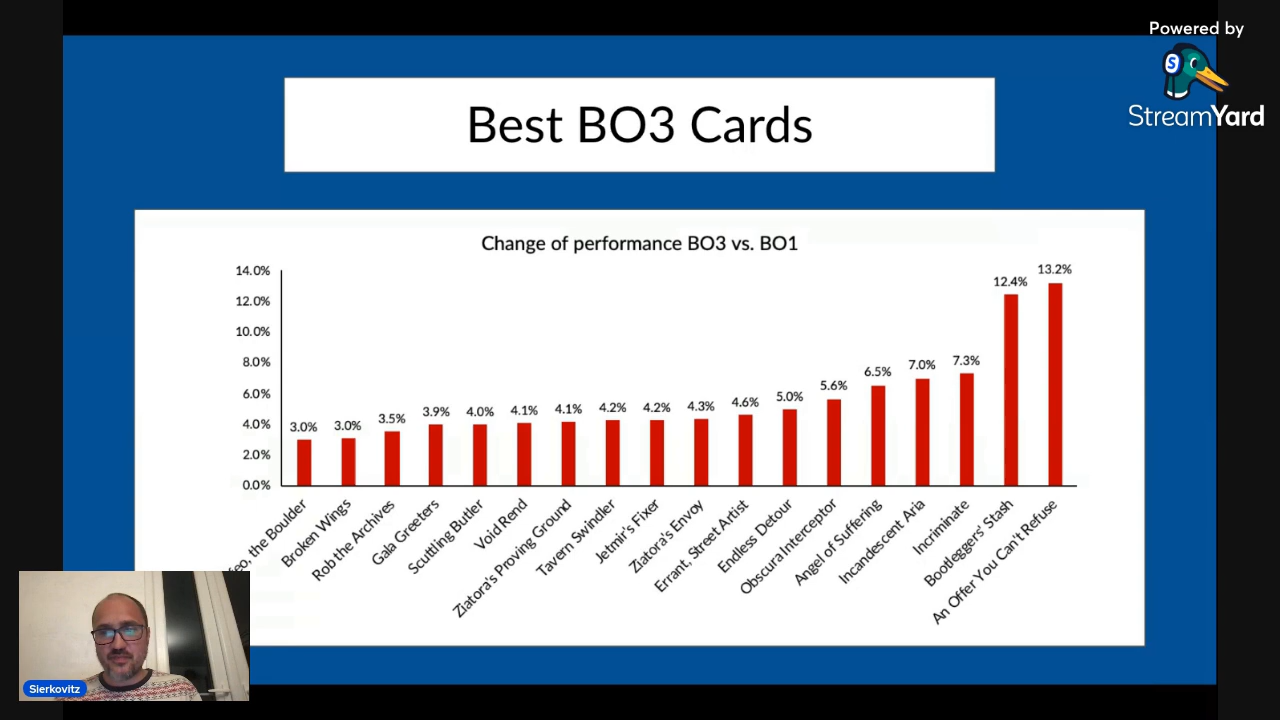 Powered by
StreamYard
Best BO3 Cards
Change of performance BO3 vs. BO1
14.0%
12.0%
10.0%
8.0%
6.0%
4.0%
2.0%
0.0%
3.0%
3.0%
3.5%
3.9%
4.0%
4.1%
4.1%
4.2%
4.2%
4.3%
4.6%
5.0%
5.6%
6.5%
7.0%
7.3%
12.4%
13.2%
feo, the Boulder
Broken Wings
Rob the Archives
Gala Greeters
Scuttling Butler
Void Rend
Ziatora's Proving Ground
Tavern Swindler
Jetmir's Fixer
Ziatora's Envoy
Errant, Street Artist
Endless Detour
Obscura Interceptor
Angel of Suffering
Incandescent Aria
Incriminate
Bootleggers' Stash
An Offer You Can't Refuse
Sierkovitz